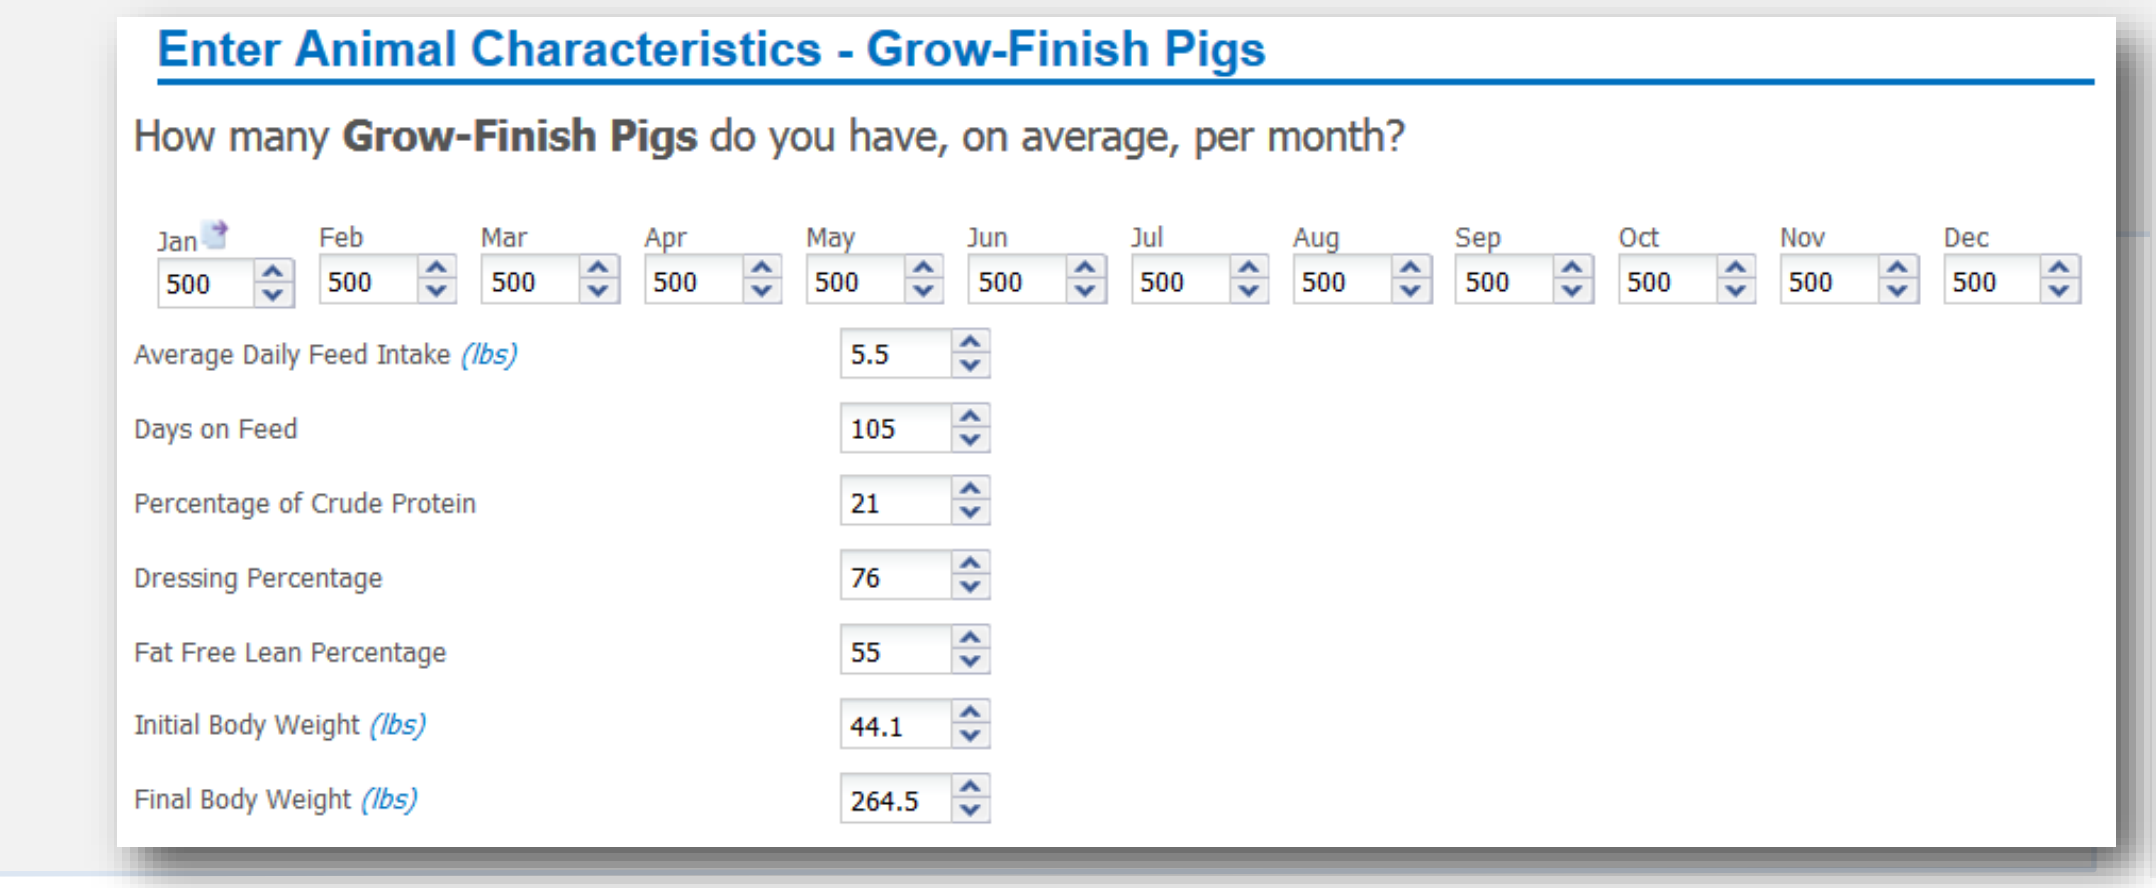 Enter Animal Characteristics - Grow-Finish Pigs
How many Grow-Finish Pigs do you have, on average, per month?
Jan Feb Mar Apr May Jun Jul Aug Sep Oct Nov Dec
500 500 500 500 500 500 500 500 500 500 500 500
Average Daily Feed Intake (lbs) 5.5
Days on Feed 105
Percentage of Crude Protein 21
Dressing Percentage 76
Fat Free Lean Percentage 55
Initial Body Weight (lbs) 44.1
Final Body Weight (lbs) 264.5